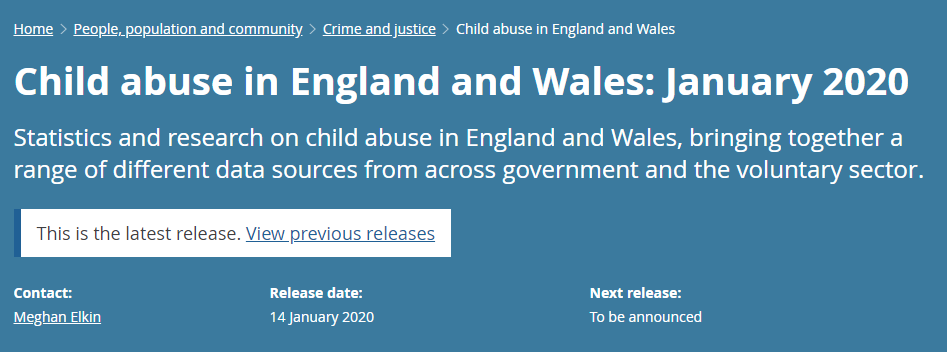 Home > People, population and community > Crime and justice > Child abuse in England and Wales
Child abuse in England and Wales: January 2020
Statistics and research on child abuse in England and Wales, bringing together a
range of different data sources from across government and the voluntary sector.
This is the latest release. View previous releases
Contact: Release date: Next release:
Meghan Elkin 14 January 2020 To be announced